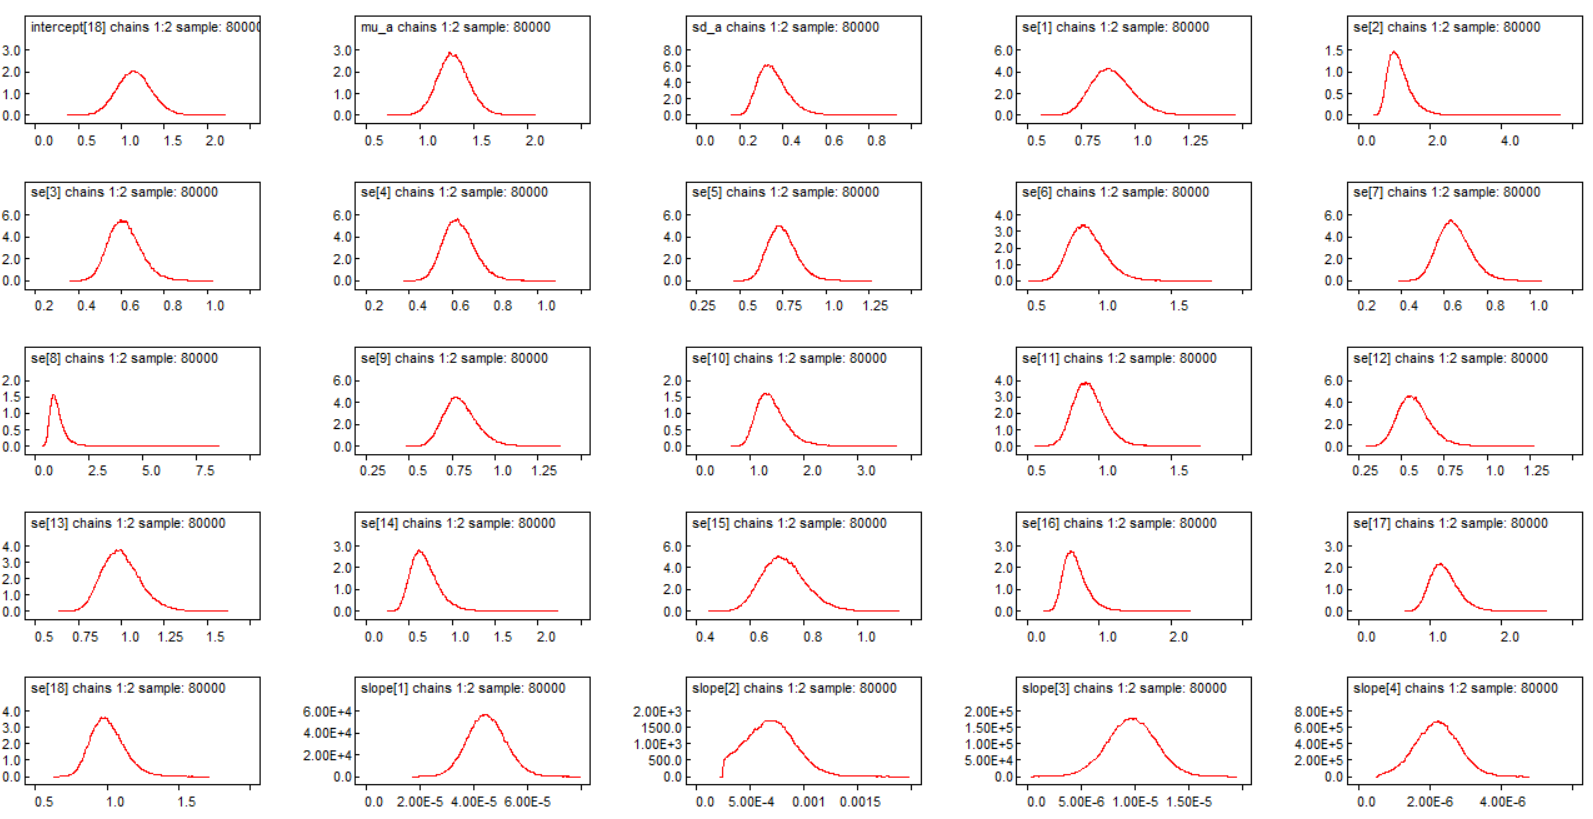 intercept[18] chains 1:2 sample: 80000
mu_a chains 1:2 sample: 80000
sd_a chains 1:2 sample: 80000
se[1] chains 1:2 sample: 80000
se[2] chains 1:2 sample: 80000
3.0 2.0 1.0 0.0
3.0 2.0 1.0 0.0
8.0 6.0 4.0 2.0 0.0
6.0 4.0 2.0 0.0
1.5 1.0 0.5 0.0
0.0 0.5 1.0 1.5 2.0
0.5 1.0 1.5 2.0
0.0 0.2 0.4 0.6 0.8
0.5 0.75 1.0 1.25
0.0 2.0 4.0
se[3] chains 1:2 sample: 80000
se[4] chains 1:2 sample: 80000
se[5] chains 1:2 sample: 80000
se[6] chains 1:2 sample: 80000
se[7] chains 1:2 sample: 80000
6.0 4.0 2.0 0.0
6.0 4.0 2.0 0.0
6.0 4.0 2.0 0.0
4.0 3.0 2.0 1.0 0.0
6.0 4.0 2.0 0.0
0.2 0.4 0.6 0.8 1.0
0.2 0.4 0.6 0.8 1.0
0.25 0.5 0.75 1.0 1.25
0.5 1.0 1.5
0.2 0.4 0.6 0.8 1.0
se[8] chains 1:2 sample: 80000
se[9] chains 1:2 sample: 80000
se[10] chains 1:2 sample: 80000
se[11] chains 1:2 sample: 80000
se[12] chains 1:2 sample: 80000
2.0 1.5 1.0 0.5 0.0
6.0 4.0 2.0 0.0
2.0 1.5 1.0 0.5 0.0
4.0 3.0 2.0 1.0 0.0
6.0 4.0 2.0 0.0
0.0 2.5 5.0 7.5
0.25 0.5 0.75 1.0 1.25
0.0 1.0 2.0 3.0
0.5 1.0 1.5
0.25 0.5 0.75 1.0 1.25
se[13] chains 1:2 sample: 80000
se[14] chains 1:2 sample: 80000
se[15] chains 1:2 sample: 80000
se[16] chains 1:2 sample: 80000
se[17] chains 1:2 sample: 80000
4.0 3.0 2.0 1.0 0.0
3.0 2.0 1.0 0.0
6.0 4.0 2.0 0.0
3.0 2.0 1.0 0.0
3.0 2.0 1.0 0.0
0.5 0.75 1.0 1.25 1.5
0.0 0.5 1.0 1.5 2.0
0.4 0.6 0.8 1.0
0.0 1.0 2.0
0.0 1.0 2.0
se[18] chains 1:2 sample: 80000
slope[1] chains 1:2 sample: 80000
slope[2] chains 1:2 sample: 80000
slope[3] chains 1:2 sample: 80000
slope[4] chains 1:2 sample: 80000
4.0 3.0 2.0 1.0 0.0
6.00E+4 4.00E+4 2.00E+4 0.0
2.00E+3 1500.0 1.00E+3 500.0 0.0
2.00E+5 1.50E+5 1.00E+5 5.00E+4 0.0
8.00E+5 6.00E+5 4.00E+5 2.00E+5 0.0
0.5 1.0 1.5
0.0 2.00E-5 4.00E-5 6.00E-5
0.0 5.00E-4 0.001 0.0015
0.0 5.00E-6 1.00E-5 1.50E-5
0.0 2.00E-6 4.00E-6